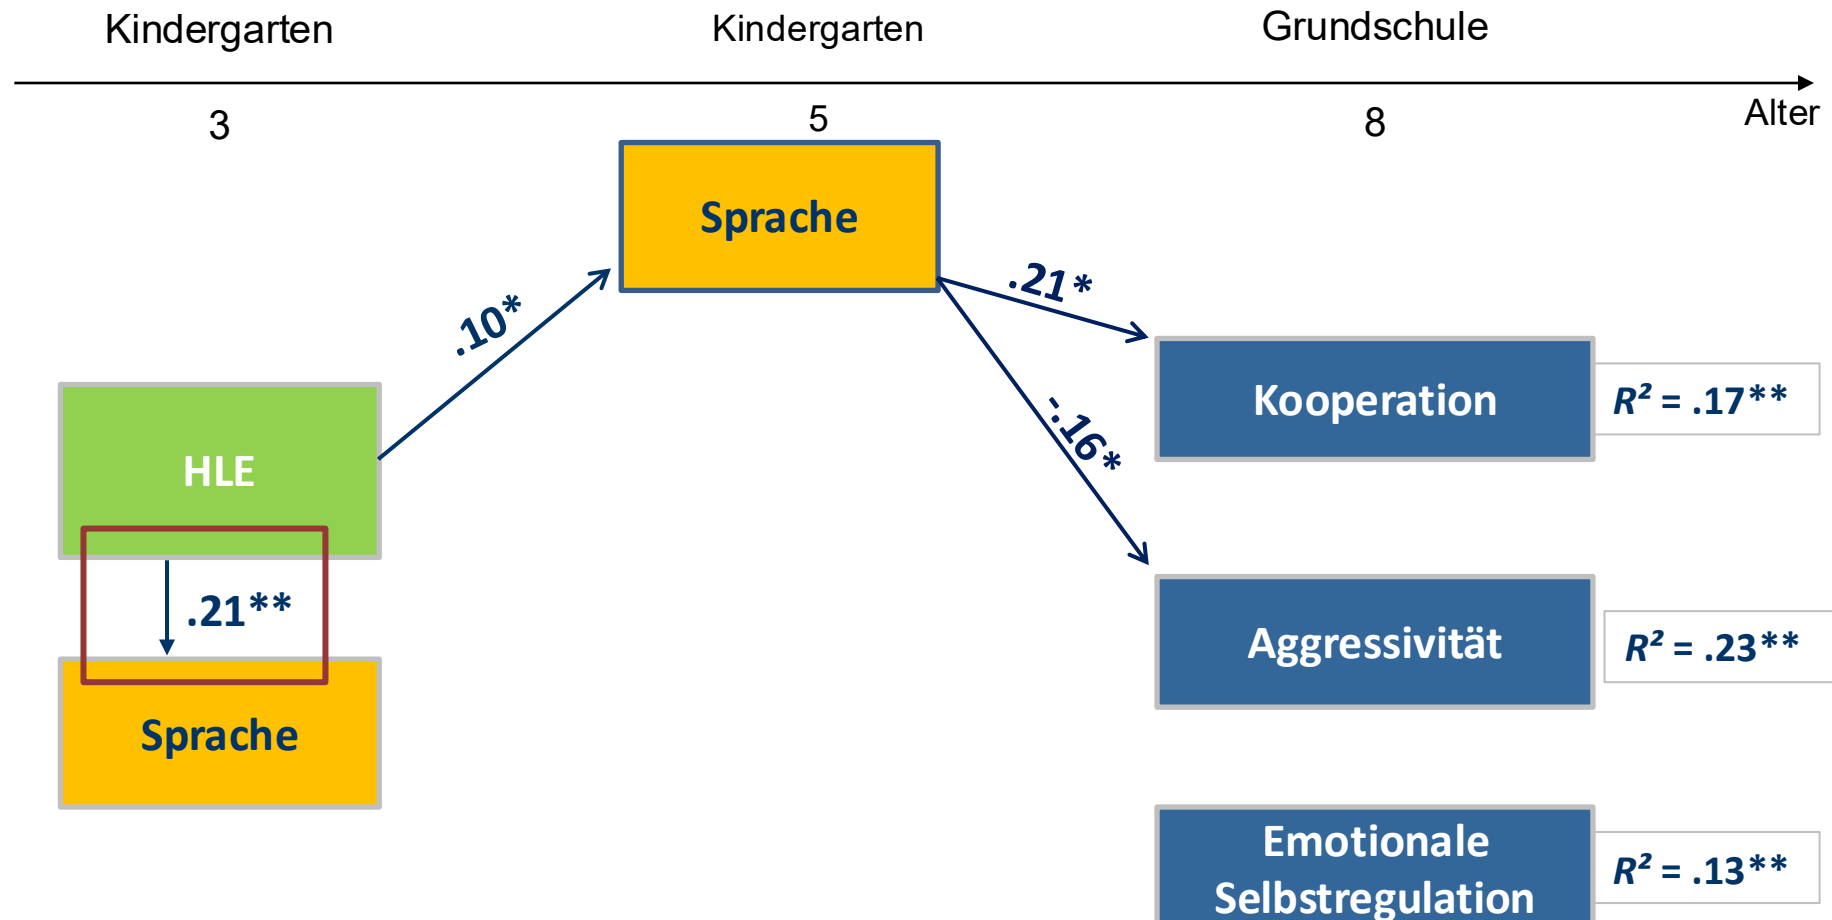 Kindergarten
Kindergarten
Grundschule
3
5
8
Alter
Sprache
.10*
.21*
-.16*
HLE
.21**
Sprache
Kooperation
R² = .17**
Aggressivität
R² = .23**
Emotionale
Selbstregulation
R² = .13**